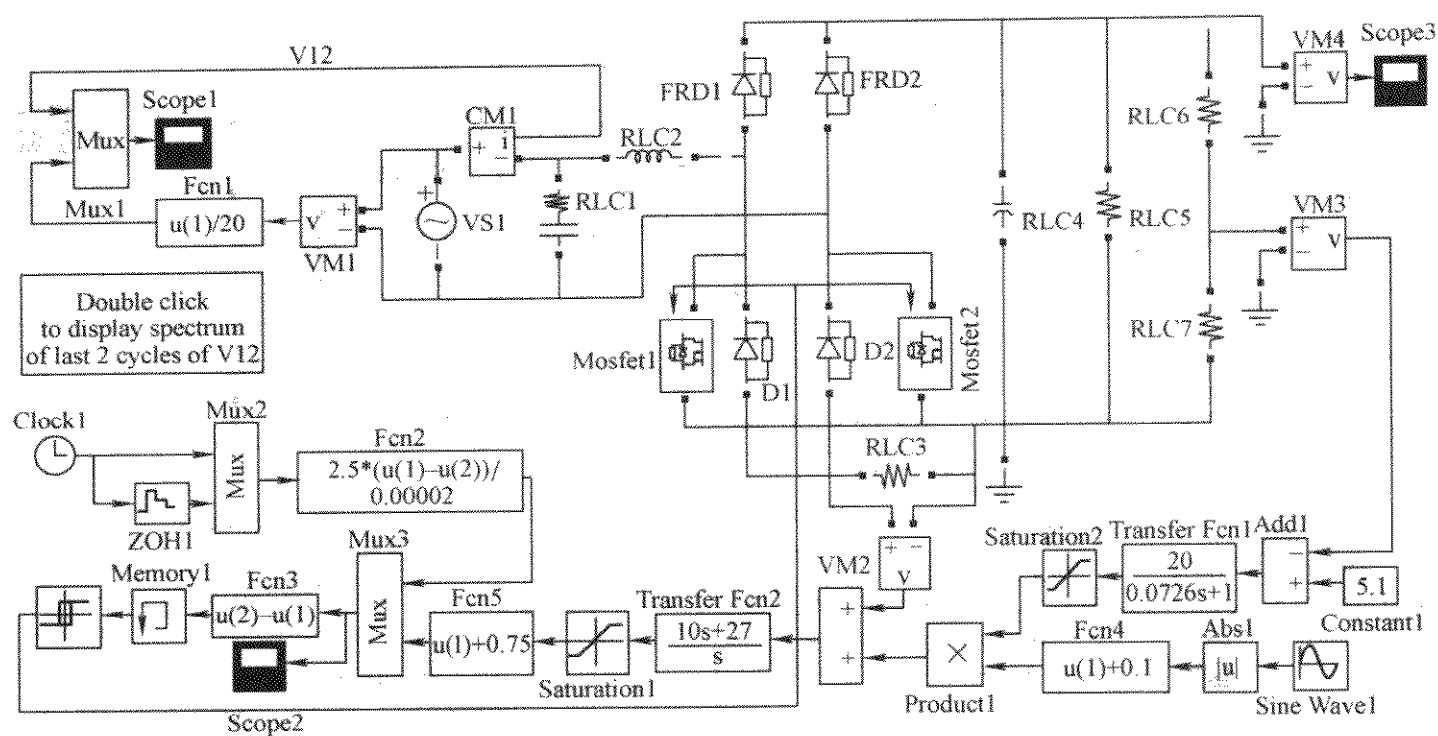 V12
VM4
Scope3
+
−
v
Scope1
Mux
CM1
+
i
−
FRD1
FRD2
RLC2
RLC6
Fcn1
Mux1
u(1)/20
v
+
−
VM1
+
VS1
RLC1
RLC4
RLC5
VM3
+
−
v
Double click
to display spectrum
of last 2 cycles of V12
Mosfet1
D1
D2
Mosfet2
RLC7
Clock1
Mux2
Mux
ZOH1
Fcn2
2.5*(u(1)−u(2))/
0.00002
RLC3
VM2
+ −
v
Saturation2
Transfer Fcn1
20
0.0726s+1
Add1
−
+
5.1
Constant1
Memory1
Fcn3
u(2)−u(1)
Mux3
Mux
Fcn5
u(1)+0.75
Saturation1
Transfer Fcn2
10s+27
s
+
+
×
Product1
Fcn4
u(1)+0.1
Abs1
|u|
Sine Wave1
Scope2